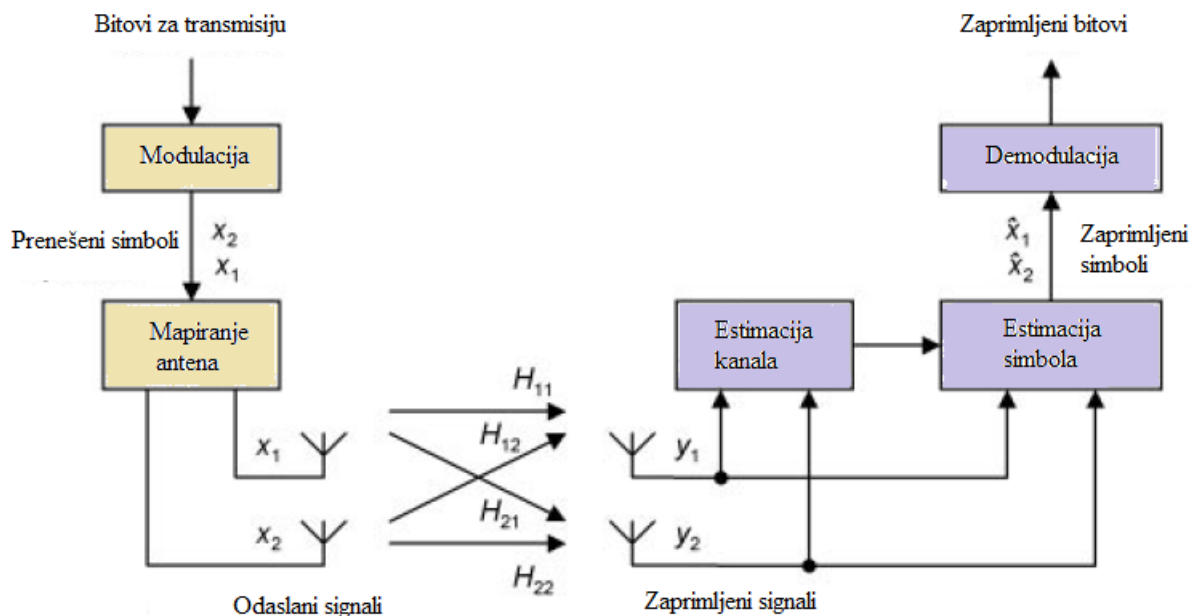 Bitovi za transmisiju
Zaprimljeni bitovi
Modulacija
Demodulacija
Prenešeni simboli
x₂
x₁
x̂₁
x̂₂
Zaprimljeni
simboli
Mapiranje
antena
Estimacija
kanala
Estimacija
simbola
H₁₁
H₁₂
x₁
y₁
H₂₁
x₂
y₂
H₂₂
Odaslani signali
Zaprimljeni signali